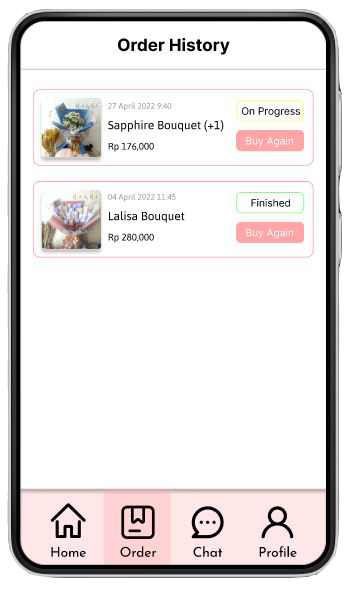 Order History
27 April 2022 9:40
Sapphire Bouquet (+1)
Rp 176,000
On Progress
Buy Again
04 April 2022 11:45
Lalisa Bouquet
Rp 280,000
Finished
Buy Again
Home
Order
Chat
Profile